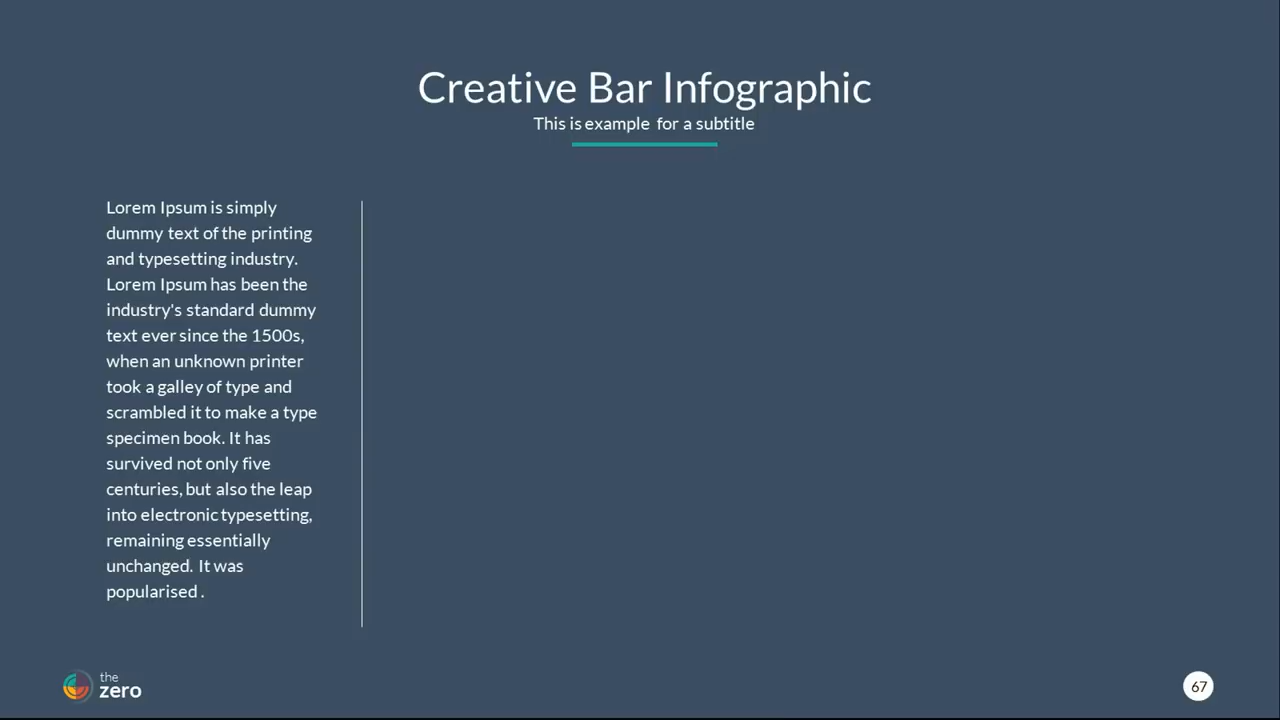 Creative Bar Infographic
This is example for a subtitle
Lorem Ipsum is simply
dummy text of the printing
and typesetting industry.
Lorem Ipsum has been the
industry's standard dummy
text ever since the 1500s,
when an unknown printer
took a galley of type and
scrambled it to make a type
specimen book. It has
survived not only five
centuries, but also the leap
into electronic typesetting,
remaining essentially
unchanged. It was
popularised .
the
zero
67